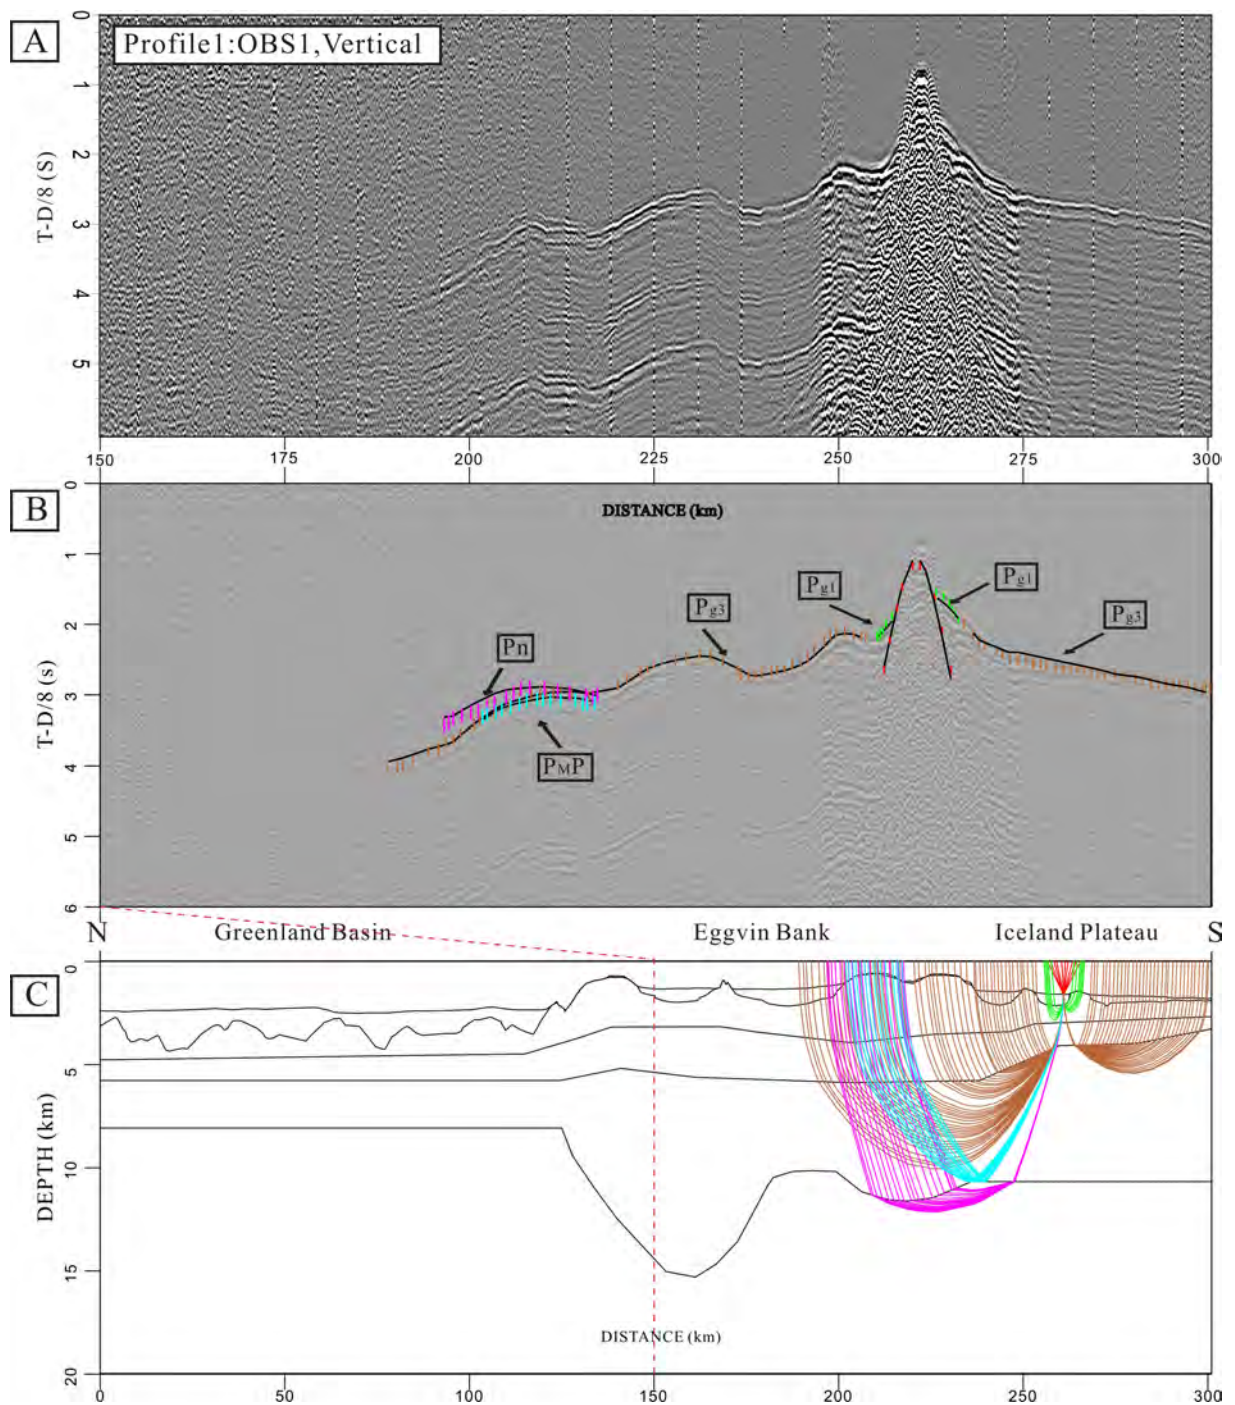 A
Profile1:OBS1,Vertical
T-D/8 (S)
0
1
2
3
4
5
150 175 200 225 250 275 300
B
DISTANCE (km)
T-D/8 (s)
0
1
2
3
4
5
6
Pn
PMP
Pg3
Pg1
Pg1
Pg3
N Greenland Basin Eggvin Bank Iceland Plateau S
C
DEPTH (km)
0
5
10
15
20
DISTANCE (km)
0 50 100 150 200 250 300